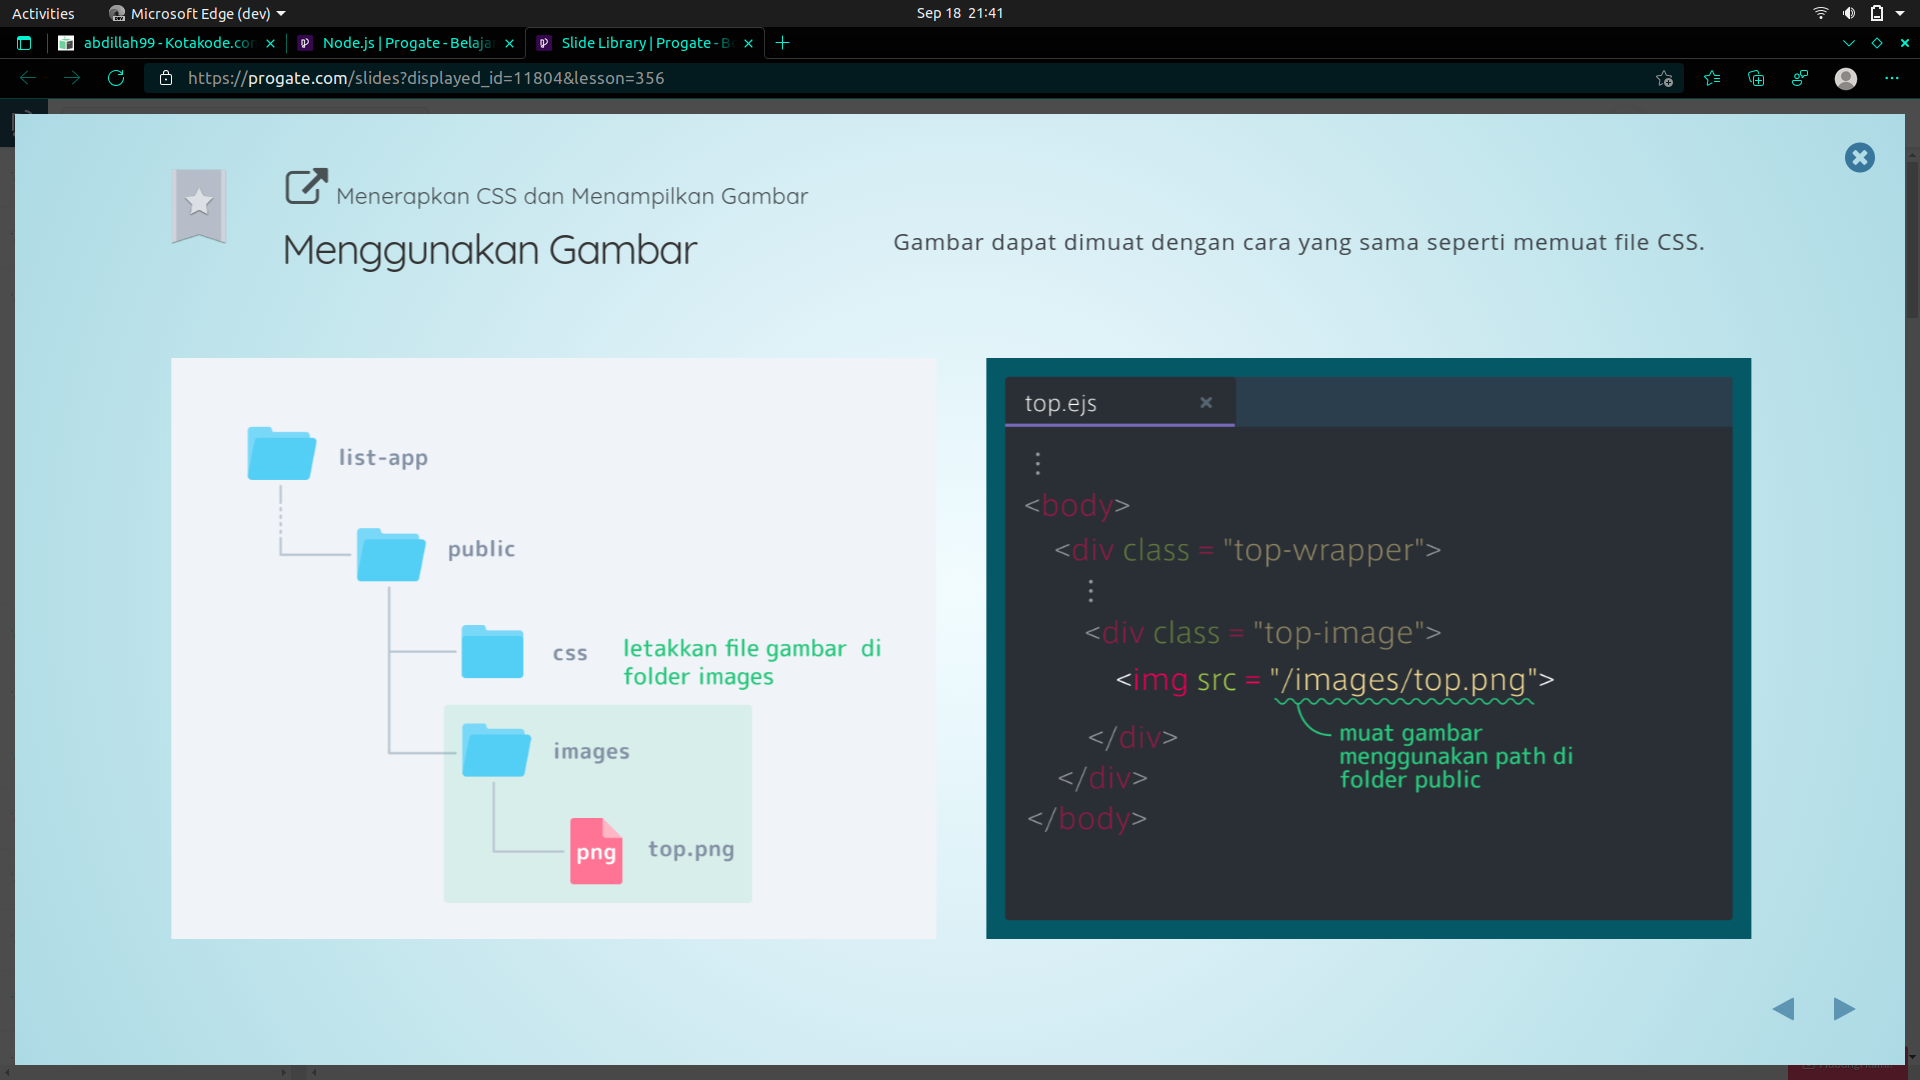 Activities
Microsoft Edge (dev)
Sep 18 21:41
abdillah99 - Kotakode.con
Node.js | Progate - Belaja
Slide Library | Progate - B
https://progate.com/slides?displayed_id=11804&lesson=356
Menerapkan CSS dan Menampilkan Gambar
Menggunakan Gambar
Gambar dapat dimuat dengan cara yang sama seperti memuat file CSS.
list-app
public
css
letakkan file gambar di
folder images
images
png
top.png
top.ejs
<body>
<div class = "top-wrapper">
<div class = "top-image">
<img src = "/images/top.png">
muat gambar
menggunakan path di
folder public
</div>
</div>
</body>